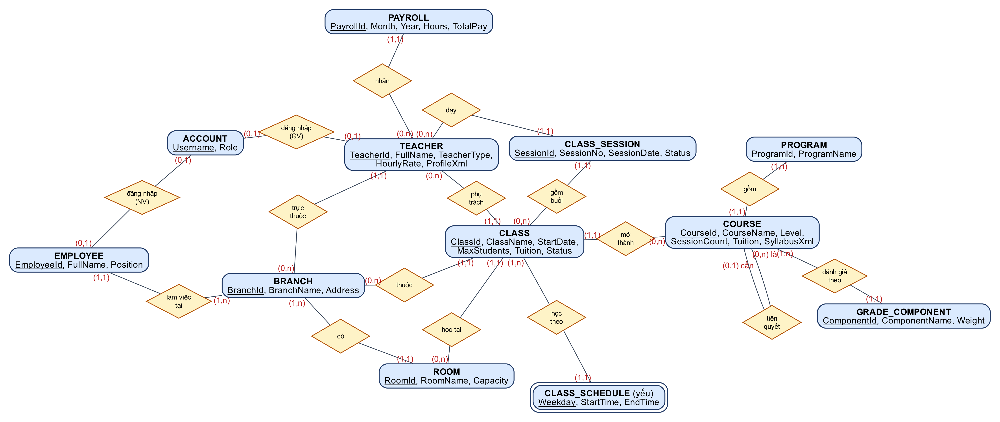 PAYROLL
PayrollId, Month, Year, Hours, TotalPay
(1,1)
nhận
dạy
đăng nhập
(GV)
(0,1)
(0,1)
(0,n)
(0,n)
(1,1)
ACCOUNT
Username, Role
(0,1)
TEACHER
TeacherId, FullName, TeacherType,
HourlyRate, ProfileXml
(1,1)
(0,n)
CLASS_SESSION
SessionId, SessionNo, SessionDate, Status
(1,1)
PROGRAM
ProgramId, ProgramName
(1,n)
gồm
(1,1)
đăng nhập
(NV)
(0,1)
trực
thuộc
(0,n)
phụ
trách
(1,1)
gồm
buổi
(0,n)
CLASS
ClassId, ClassName, StartDate,
MaxStudents, Tuition, Status
(1,1)
mở
thành
(0,n)
COURSE
CourseId, CourseName, Level,
SessionCount, Tuition, SyllabusXml
(0,n) là
(1,n)
(0,1) cần
EMPLOYEE
EmployeeId, FullName, Position
(1,1)
làm việc
tại
(1,n)
BRANCH
BranchId, BranchName, Address
(1,n)
(0,n)
thuộc
(1,1)
(1,1)
(1,n)
đánh giá
theo
(1,1)
GRADE_COMPONENT
ComponentId, ComponentName, Weight
tiên
quyết
có
(1,1)
học tại
(0,n)
học
theo
(1,1)
ROOM
RoomId, RoomName, Capacity
CLASS_SCHEDULE (yếu)
Weekday, StartTime, EndTime